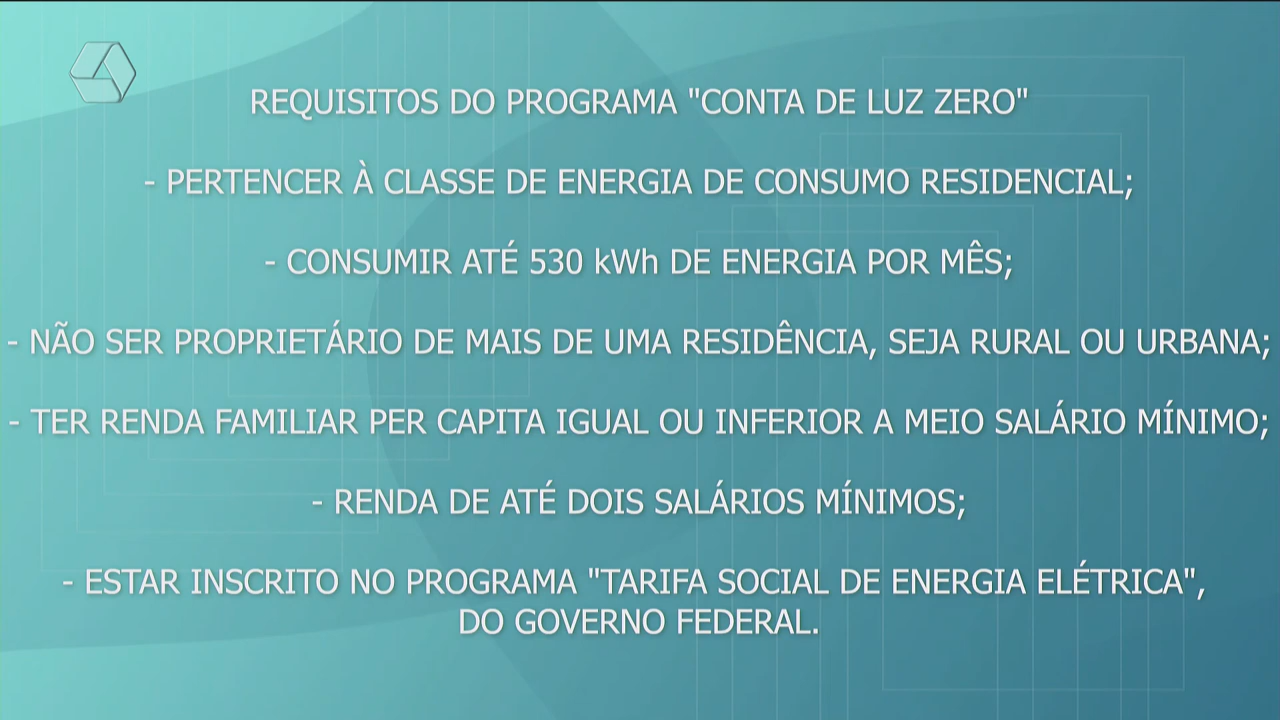 REQUISITOS DO PROGRAMA "CONTA DE LUZ ZERO"
- PERTENCER À CLASSE DE ENERGIA DE CONSUMO RESIDENCIAL;
- CONSUMIR ATÉ 530 kWh DE ENERGIA POR MÊS;
- NÃO SER PROPRIETÁRIO DE MAIS DE UMA RESIDÊNCIA, SEJA RURAL OU URBANA;
- TER RENDA FAMILIAR PER CAPITA IGUAL OU INFERIOR A MEIO SALÁRIO MÍNIMO;
- RENDA DE ATÉ DOIS SALÁRIOS MÍNIMOS;
- ESTAR INSCRITO NO PROGRAMA "TARIFA SOCIAL DE ENERGIA ELÉTRICA",
DO GOVERNO FEDERAL.